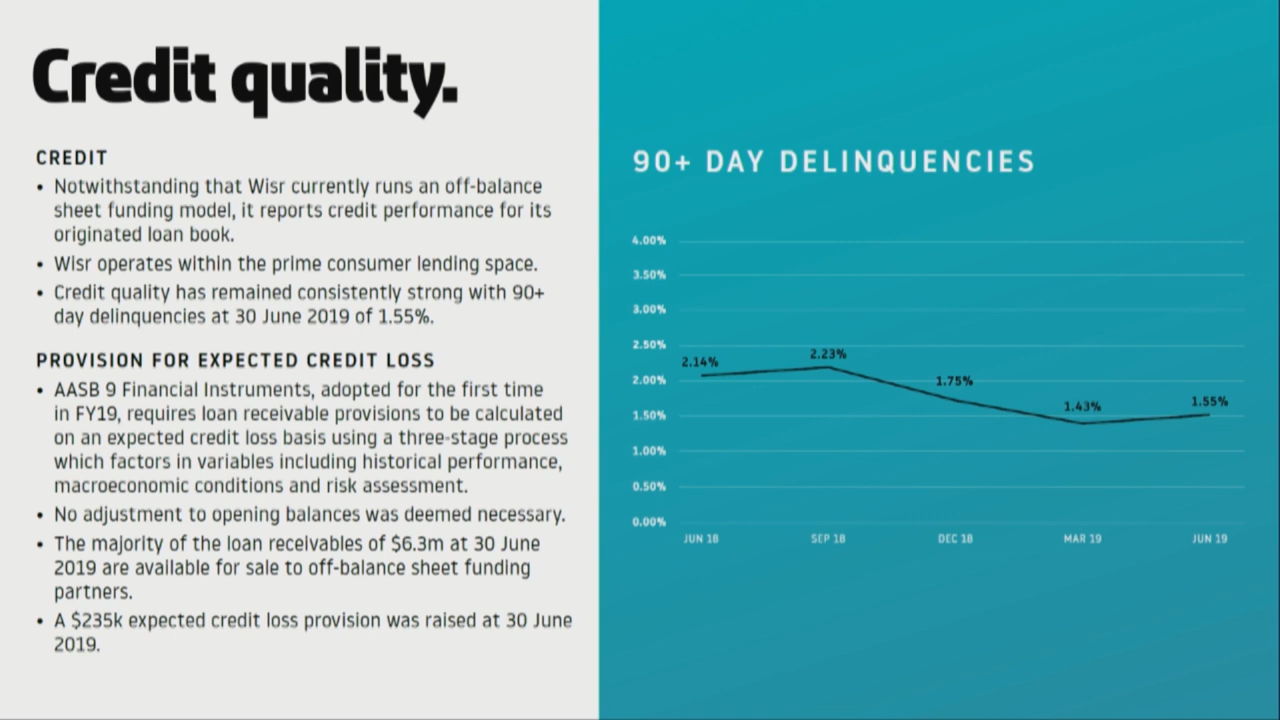 Credit quality.
CREDIT
• Notwithstanding that Wisr currently runs an off-balance
sheet funding model, it reports credit performance for its
originated loan book.
• Wisr operates within the prime consumer lending space.
• Credit quality has remained consistently strong with 90+
day delinquencies at 30 June 2019 of 1.55%.
PROVISION FOR EXPECTED CREDIT LOSS
• AASB 9 Financial Instruments, adopted for the first time
in FY19, requires loan receivable provisions to be calculated
on an expected credit loss basis using a three-stage process
which factors in variables including historical performance,
macroeconomic conditions and risk assessment.
• No adjustment to opening balances was deemed necessary.
• The majority of the loan receivables of $6.3m at 30 June
2019 are available for sale to off-balance sheet funding
partners.
• A $235k expected credit loss provision was raised at 30 June
2019.
90+ DAY DELINQUENCIES
4.00%
3.50%
3.00%
2.50%
2.00%
1.50%
1.00%
0.50%
0.00%
2.14%
2.23%
1.75%
1.43%
1.55%
JUN 18
SEP 18
DEC 18
MAR 19
JUN 19